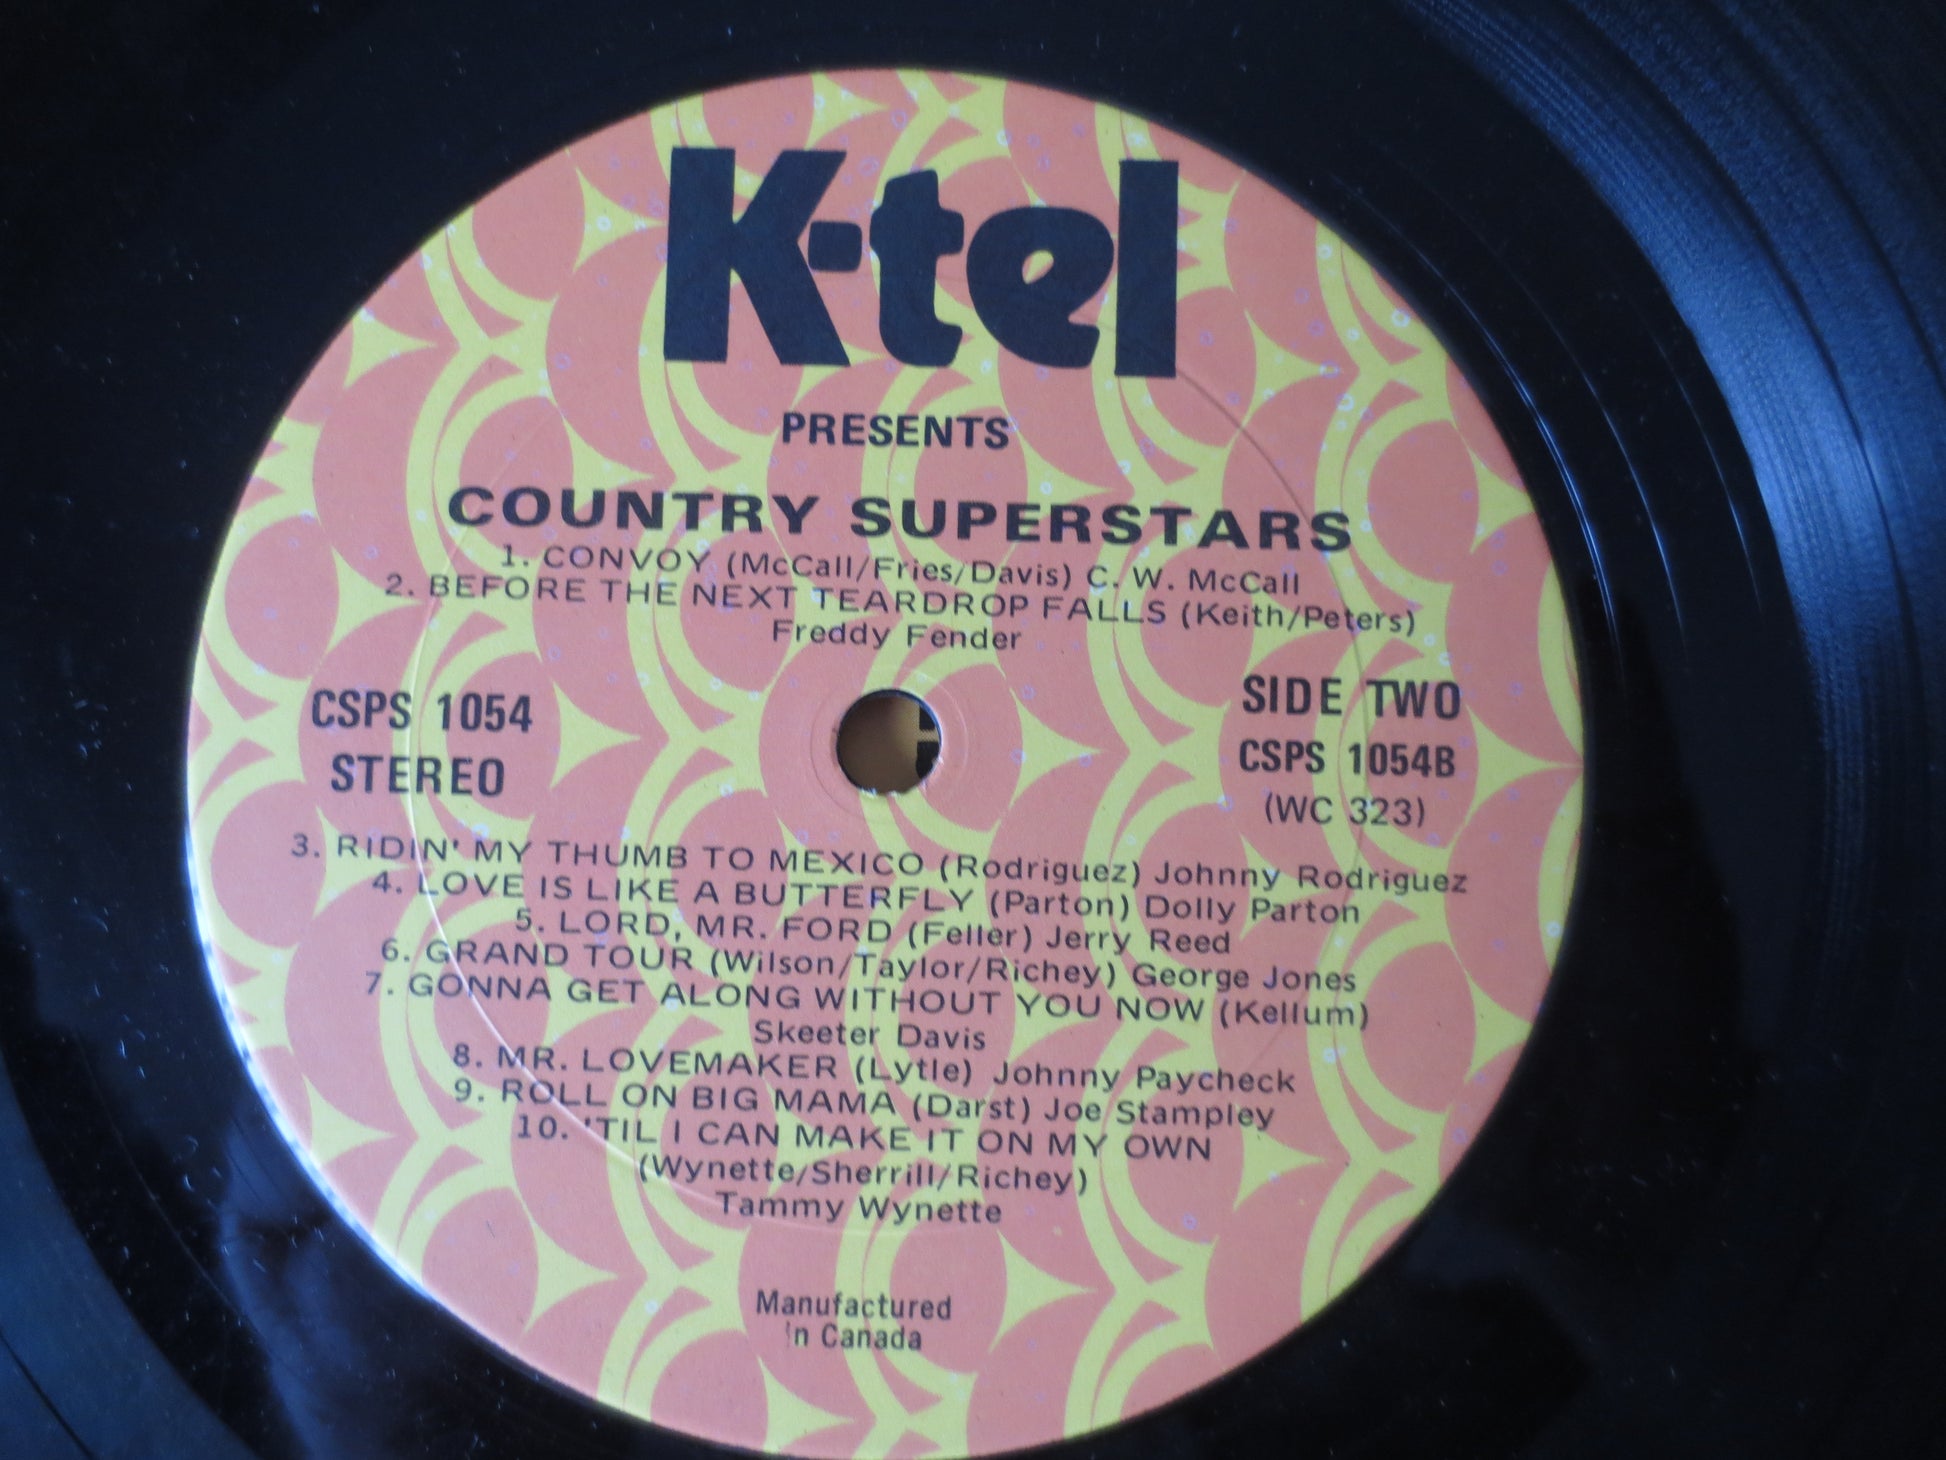 K-tel
PRESENTS
COUNTRY SUPERSTARS
1. CONVOY (McCall/Fries/Davis) C. W. McCall
2. BEFORE THE NEXT TEARDROP FALLS (Keith/Peters)
Freddy Fender
CSPS 1054
STEREO
SIDE TWO
CSPS 1054B
(WC 323)
3. RIDIN' MY THUMB TO MEXICO (Rodriguez) Johnny Rodriguez
4. LOVE IS LIKE A BUTTERFLY (Parton) Dolly Parton
5. LORD, MR. FORD (Feller) Jerry Reed
6. GRAND TOUR (Wilson/Taylor/Richey) George Jones
7. GONNA GET ALONG WITHOUT YOU NOW (Kellum)
Skeeter Davis
8. MR. LOVEMAKER (Lytle) Johnny Paycheck
9. ROLL ON BIG MAMA (Darst) Joe Stampley
10. 'TIL I CAN MAKE IT ON MY OWN
(Wynette/Sherrill/Richey)
Tammy Wynette
Manufactured
in Canada